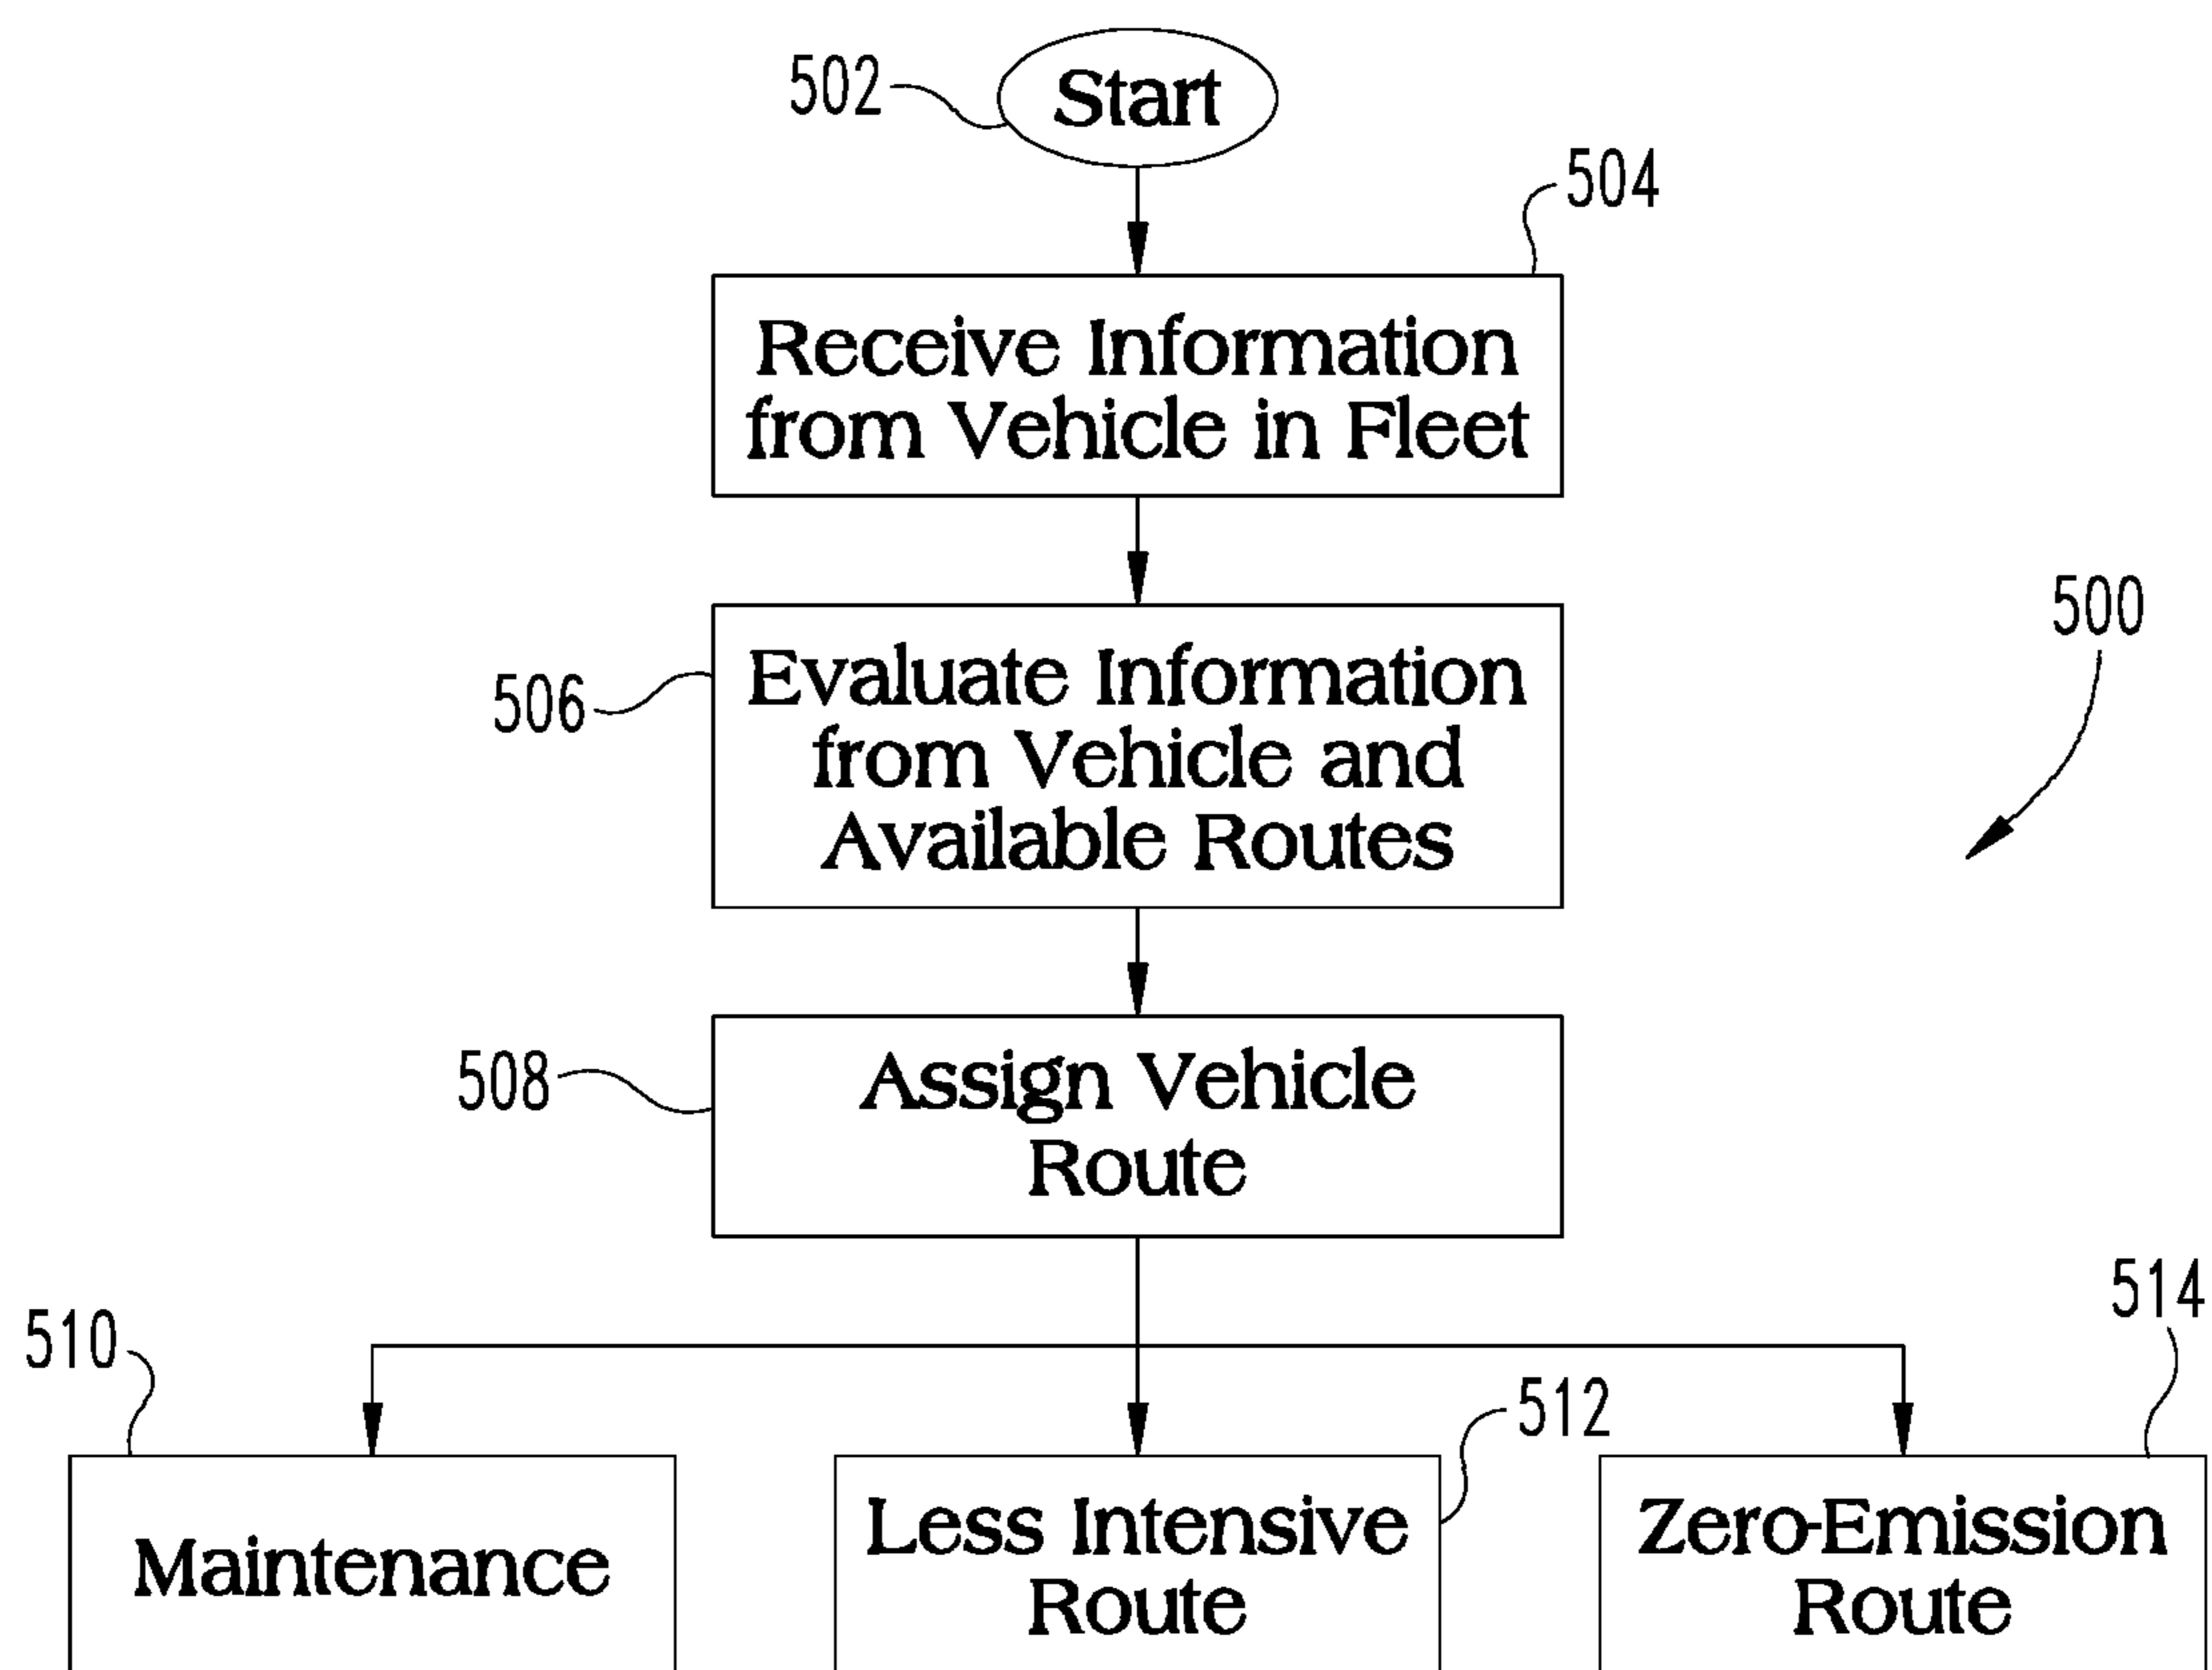 502
Start
504
Receive Information
from Vehicle in Fleet
500
506
Evaluate Information
from Vehicle and
Available Routes
508
Assign Vehicle
Route
510
514
512
Maintenance
Less Intensive
Route
Zero-Emission
Route